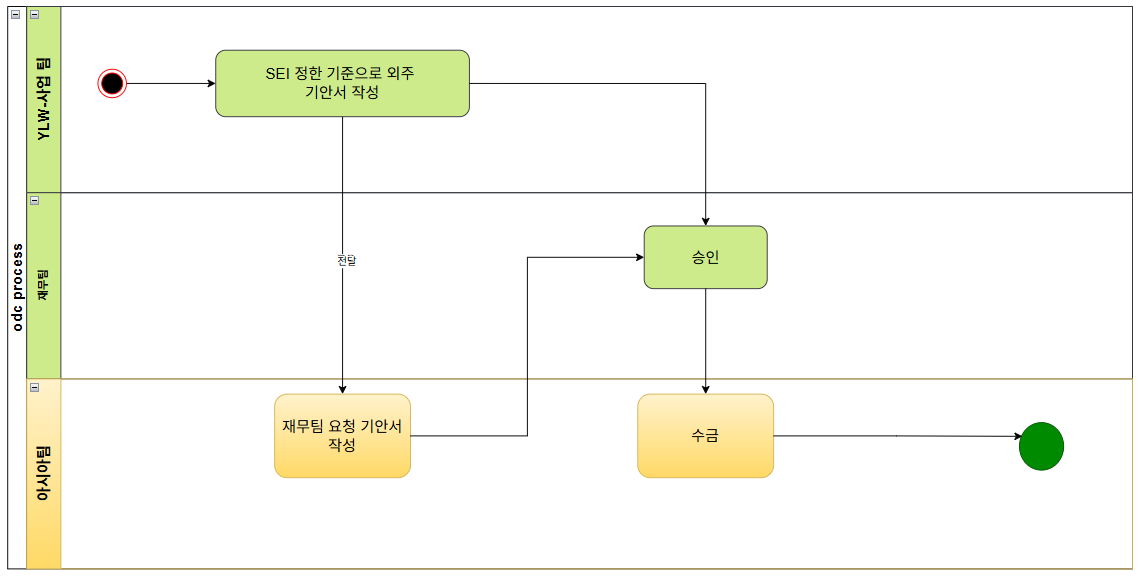 odc process
YLW-사업 팀
SEI 정한 기준으로 외주
기안서 작성
재무팀
전달
승인
아시아팀
재무팀 요청 기안서
작성
수금